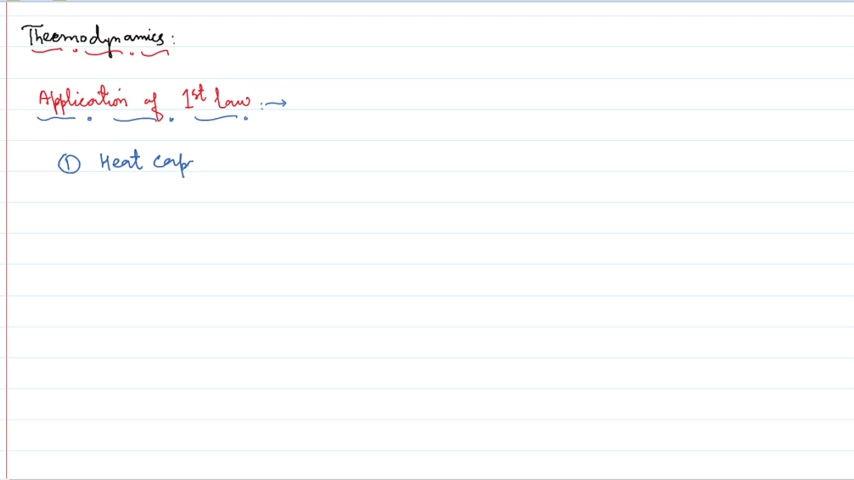 Thermodynamics:
Application of 1st law :→
① Heat cap